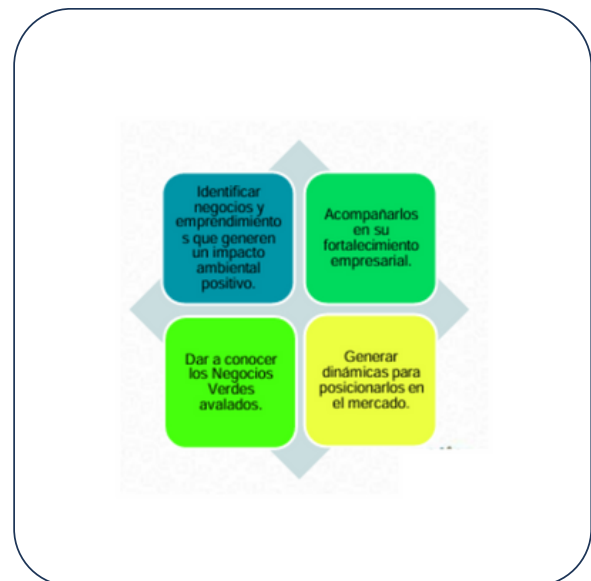 Identificar
negocios y
emprendimiento
s que generen
un impacto
ambiental
positivo.
Acompañarlos
en su
fortalecimiento
empresarial.
Dar a conocer
los Negocios
Verdes
avalados.
Generar
dinámicas para
posicionarlos en
el mercado.